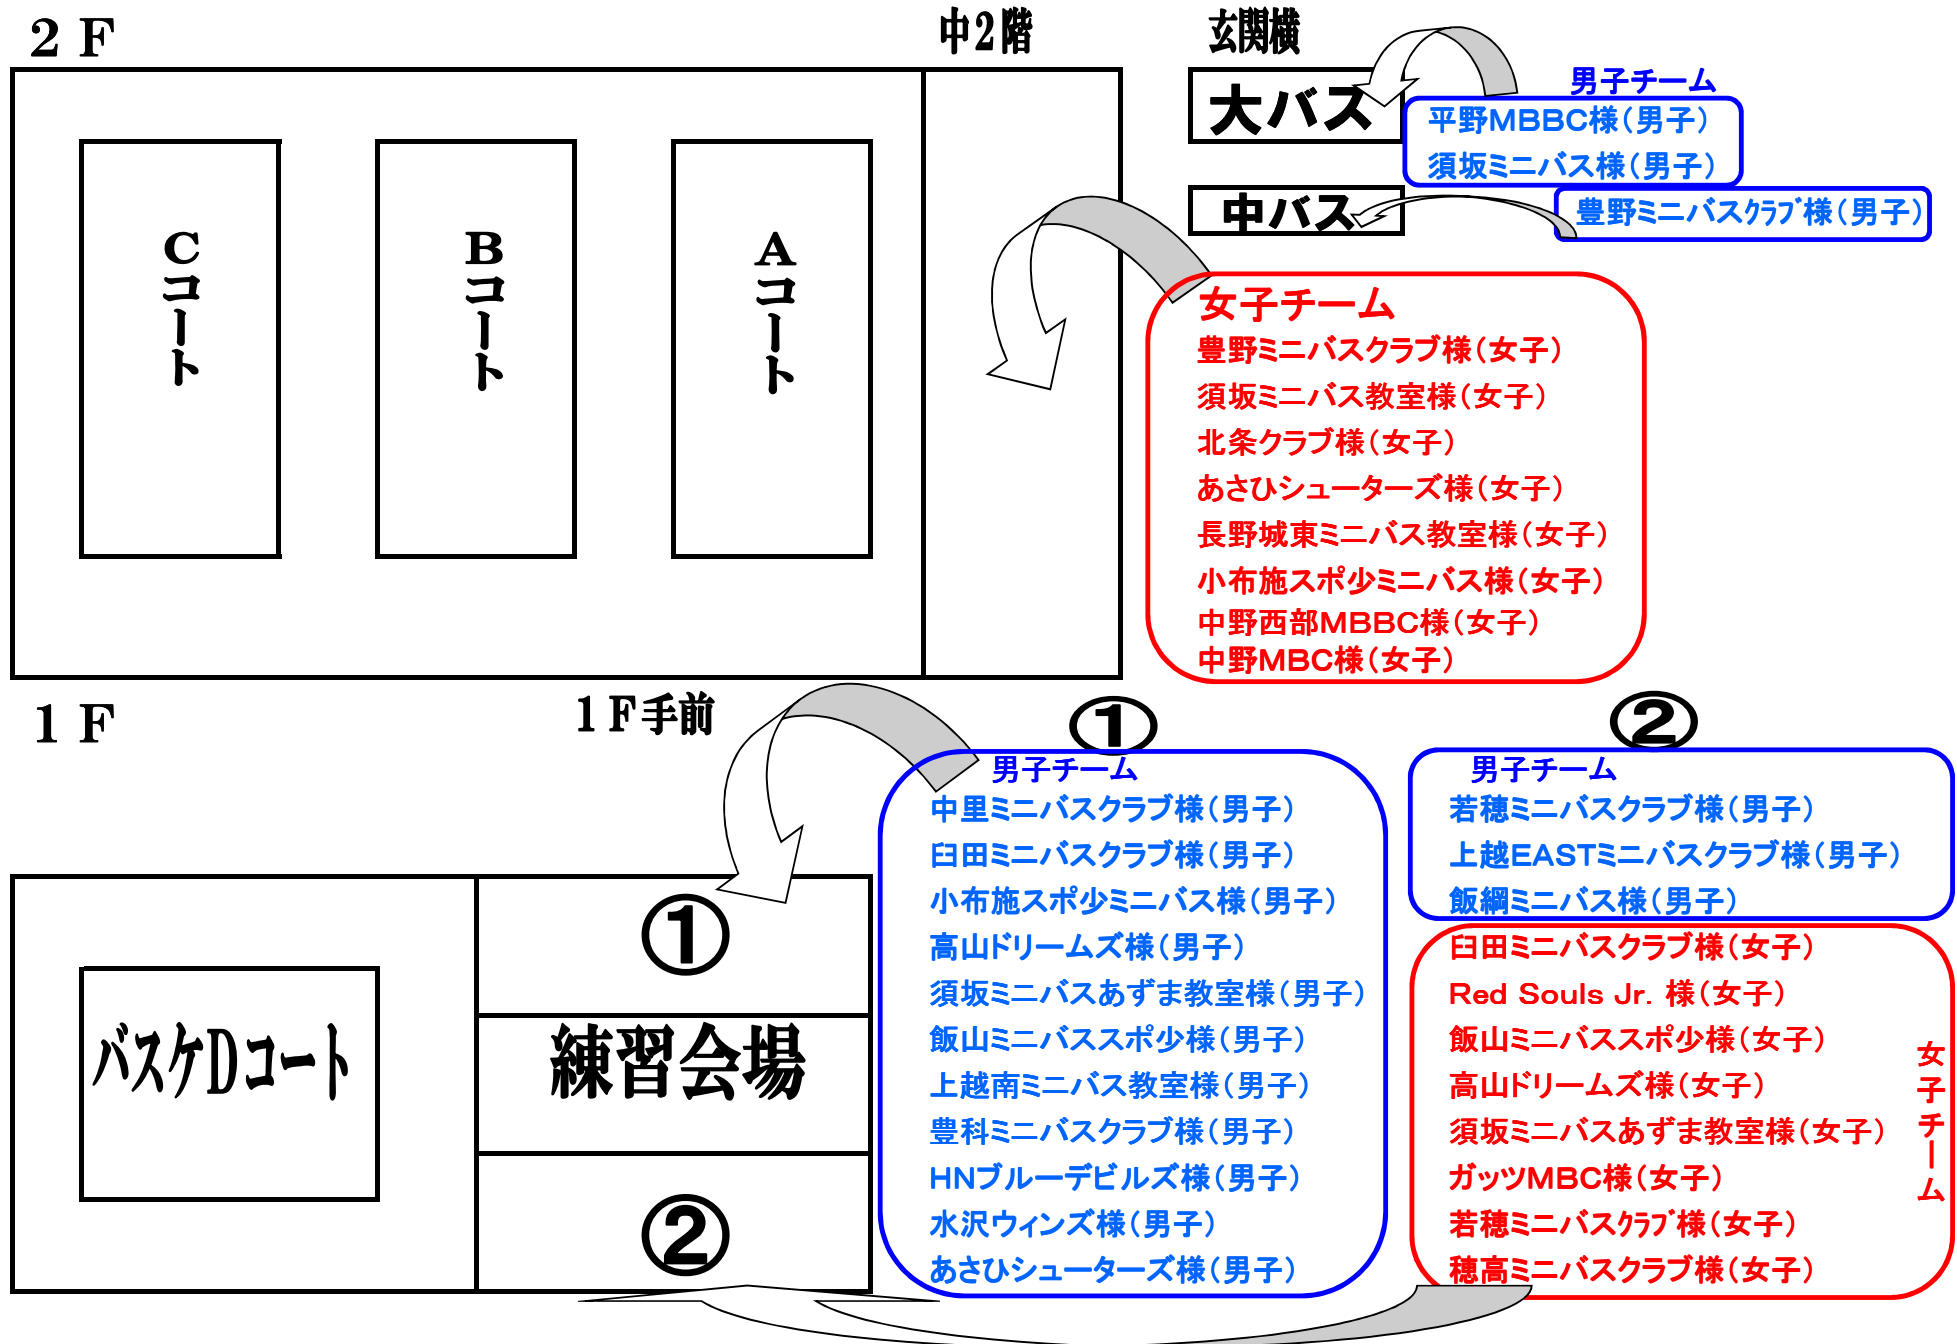 ２Ｆ
中2階
玄関横
大バス
男子チーム
平野MBBC様（男子）
須坂ミニバス様（男子）
中バス
豊野ミニバスｸﾗﾌﾞ様（男子）
Cコート
Bコート
Aコート
女子チーム
豊野ミニバスクラブ様（女子）
須坂ミニバス教室様（女子）
北条クラブ様（女子）
あさひシューターズ様（女子）
長野城東ミニバス教室様（女子）
小布施スポ少ミニバス様（女子）
中野西部MBBC様（女子）
中野MBC様（女子）
１Ｆ
１Ｆ手前
①
男子チーム
中里ミニバスクラブ様（男子）
臼田ミニバスクラブ様（男子）
小布施スポ少ミニバス様（男子）
高山ドリームズ様（男子）
須坂ミニバスあずま教室様（男子）
飯山ミニバススポ少様（男子）
上越南ミニバス教室様（男子）
豊科ミニバスクラブ様（男子）
HNブルーデビルズ様（男子）
水沢ウィンズ様（男子）
あさひシューターズ様（男子）
②
男子チーム
若穂ミニバスクラブ様（男子）
上越EASTミニバスクラブ様（男子）
飯綱ミニバス様（男子）
臼田ミニバスクラブ様（女子）
Red Souls Jr. 様（女子）
飯山ミニバススポ少様（女子）
高山ドリームズ様（女子）
須坂ミニバスあずま教室様（女子）
ガッツMBC様（女子）
若穂ミニバスｸﾗﾌﾞ様（女子）
穂高ミニバスクラブ様（女子）
女子チーム
バスケDコート
①
練習会場
②